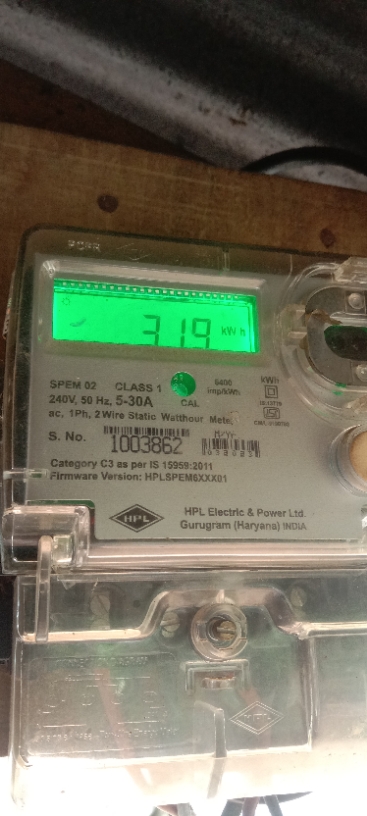 319 kWh
SPEM 02 CLASS 1 6400 imp/kWh kWh
240V, 50 Hz, 5-30A CAL
ac, 1Ph, 2 Wire Static Watthour Meter
S. No. 1003862
Category C3 as per IS 15959:2011
Firmware Version: HPLSPEM6XXX01
HPL
HPL Electric & Power Ltd.
Gurugram (Haryana) INDIA
HPL